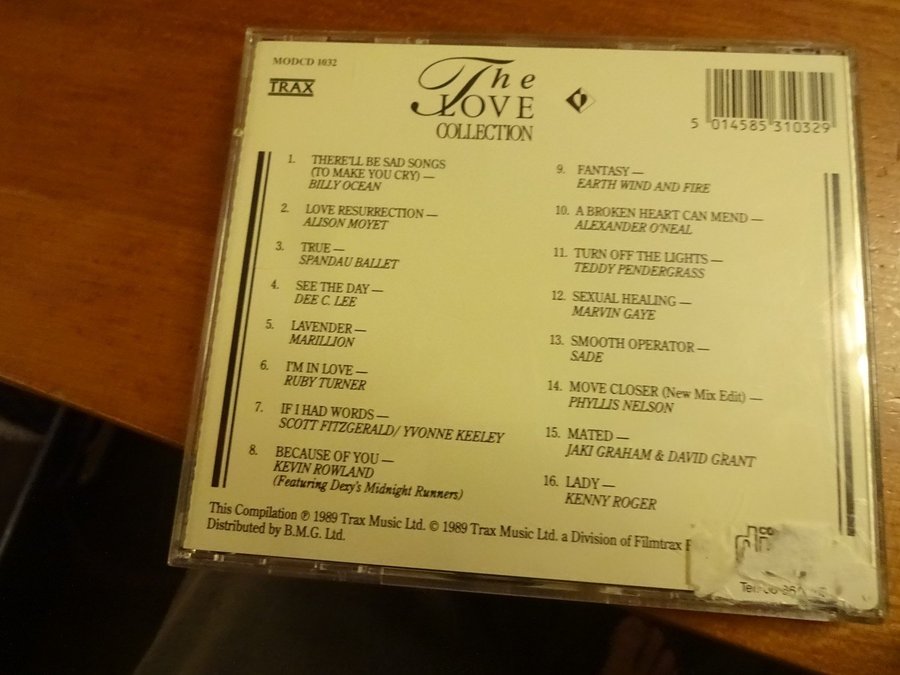 MODCD 1032
TRAX
The
LOVE
COLLECTION
5 014585 310329
1. THERE'LL BE SAD SONGS
(TO MAKE YOU CRY) —
BILLY OCEAN
2. LOVE RESURRECTION —
ALISON MOYET
3. TRUE —
SPANDAU BALLET
4. SEE THE DAY —
DEE C. LEE
5. LAVENDER —
MARILLION
6. I'M IN LOVE —
RUBY TURNER
7. IF I HAD WORDS —
SCOTT FITZGERALD/ YVONNE KEELEY
8. BECAUSE OF YOU —
KEVIN ROWLAND
(Featuring Dexy's Midnight Runners)
9. FANTASY —
EARTH WIND AND FIRE
10. A BROKEN HEART CAN MEND —
ALEXANDER O'NEAL
11. TURN OFF THE LIGHTS —
TEDDY PENDERGRASS
12. SEXUAL HEALING —
MARVIN GAYE
13. SMOOTH OPERATOR —
SADE
14. MOVE CLOSER (New Mix Edit) —
PHYLLIS NELSON
15. MATED —
JAKI GRAHAM & DAVID GRANT
16. LADY —
KENNY ROGER
This Compilation ℗ 1989 Trax Music Ltd. © 1989 Trax Music Ltd. a Division of Filmtrax
Distributed by B.M.G. Ltd.